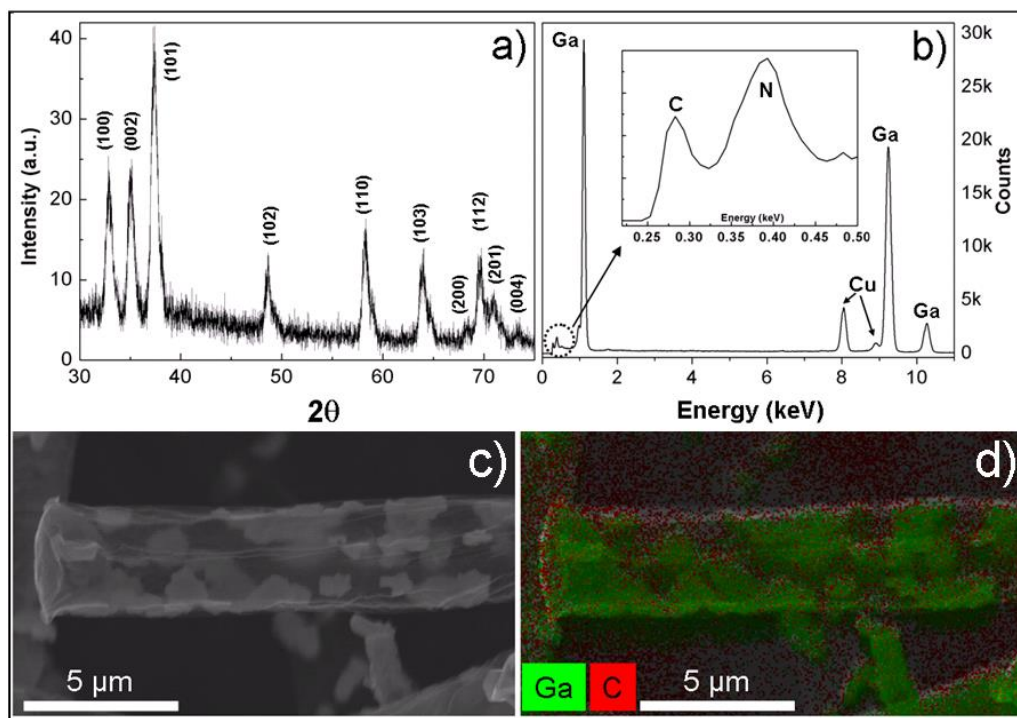 a)
40
30
20
10
0
Intensity (a.u.)
(100)
(002)
(101)
(102)
(110)
(103)
(200)
(112)
(201)
(004)
30 40 50 60 70
2θ
b)
Ga
C
N
0.25 0.30 0.35 0.40 0.45 0.50
Energy (keV)
Cu
Ga
Ga
30k
25k
20k
15k
10k
5k
0
Counts
0 2 4 6 8 10
Energy (keV)
c)
5 µm
d)
Ga C 5 µm